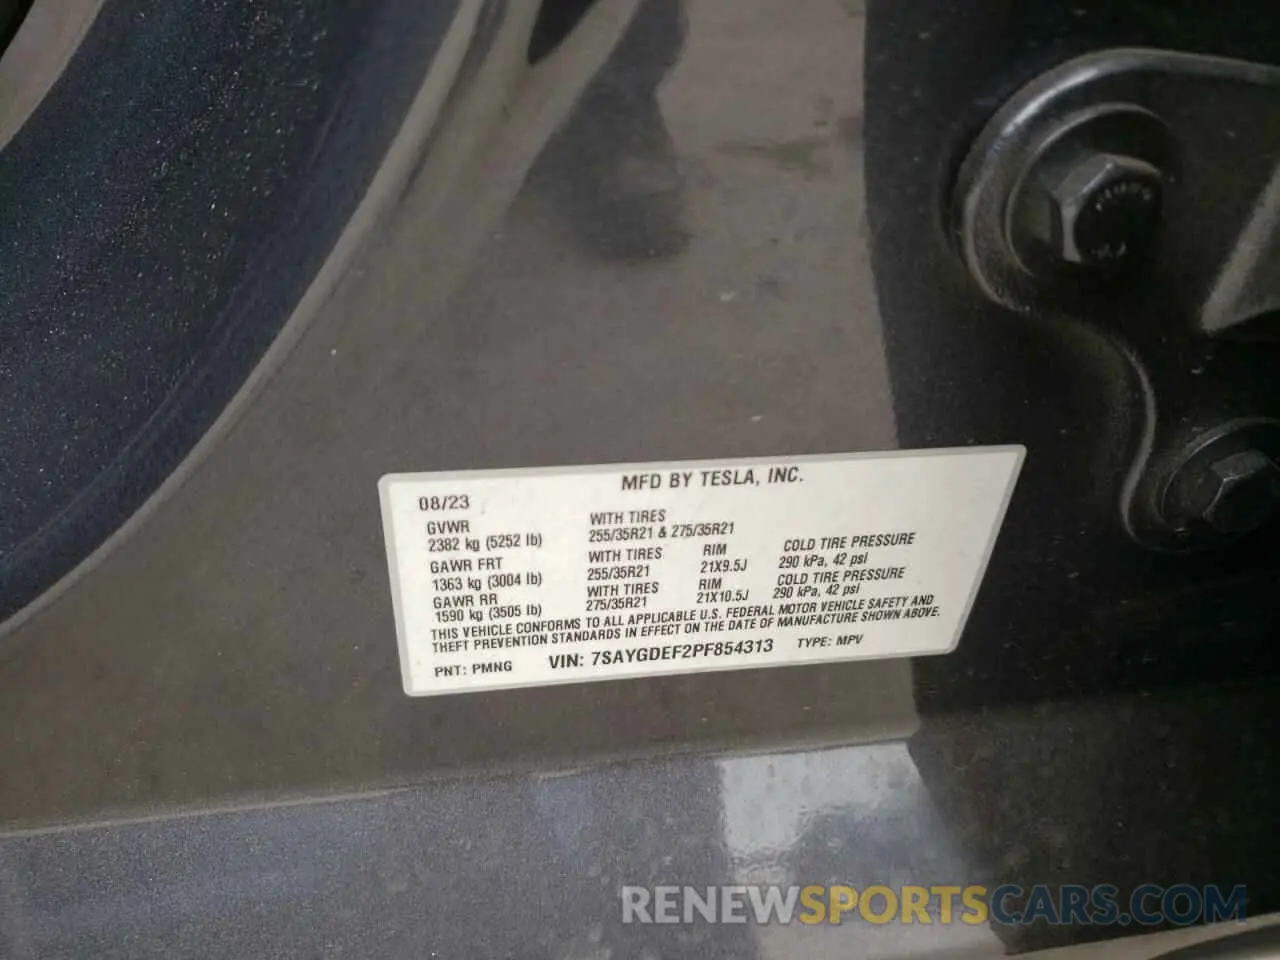 MFD BY TESLA, INC.
08/23
GVWR
2382 kg (5252 lb)
WITH TIRES
255/35R21 & 275/35R21
GAWR FRT
1363 kg (3004 lb)
WITH TIRES
255/35R21
RIM
21X9.5J
COLD TIRE PRESSURE
290 kPa, 42 psi
GAWR RR
1590 kg (3505 lb)
WITH TIRES
275/35R21
RIM
21X10.5J
COLD TIRE PRESSURE
290 kPa, 42 psi
THIS VEHICLE CONFORMS TO ALL APPLICABLE U.S. FEDERAL MOTOR VEHICLE SAFETY AND
THEFT PREVENTION STANDARDS IN EFFECT ON THE DATE OF MANUFACTURE SHOWN ABOVE.
PNT: PMNG VIN: 7SAYGDEF2PF854313 TYPE: MPV
RENEWSPORTSCARS.COM